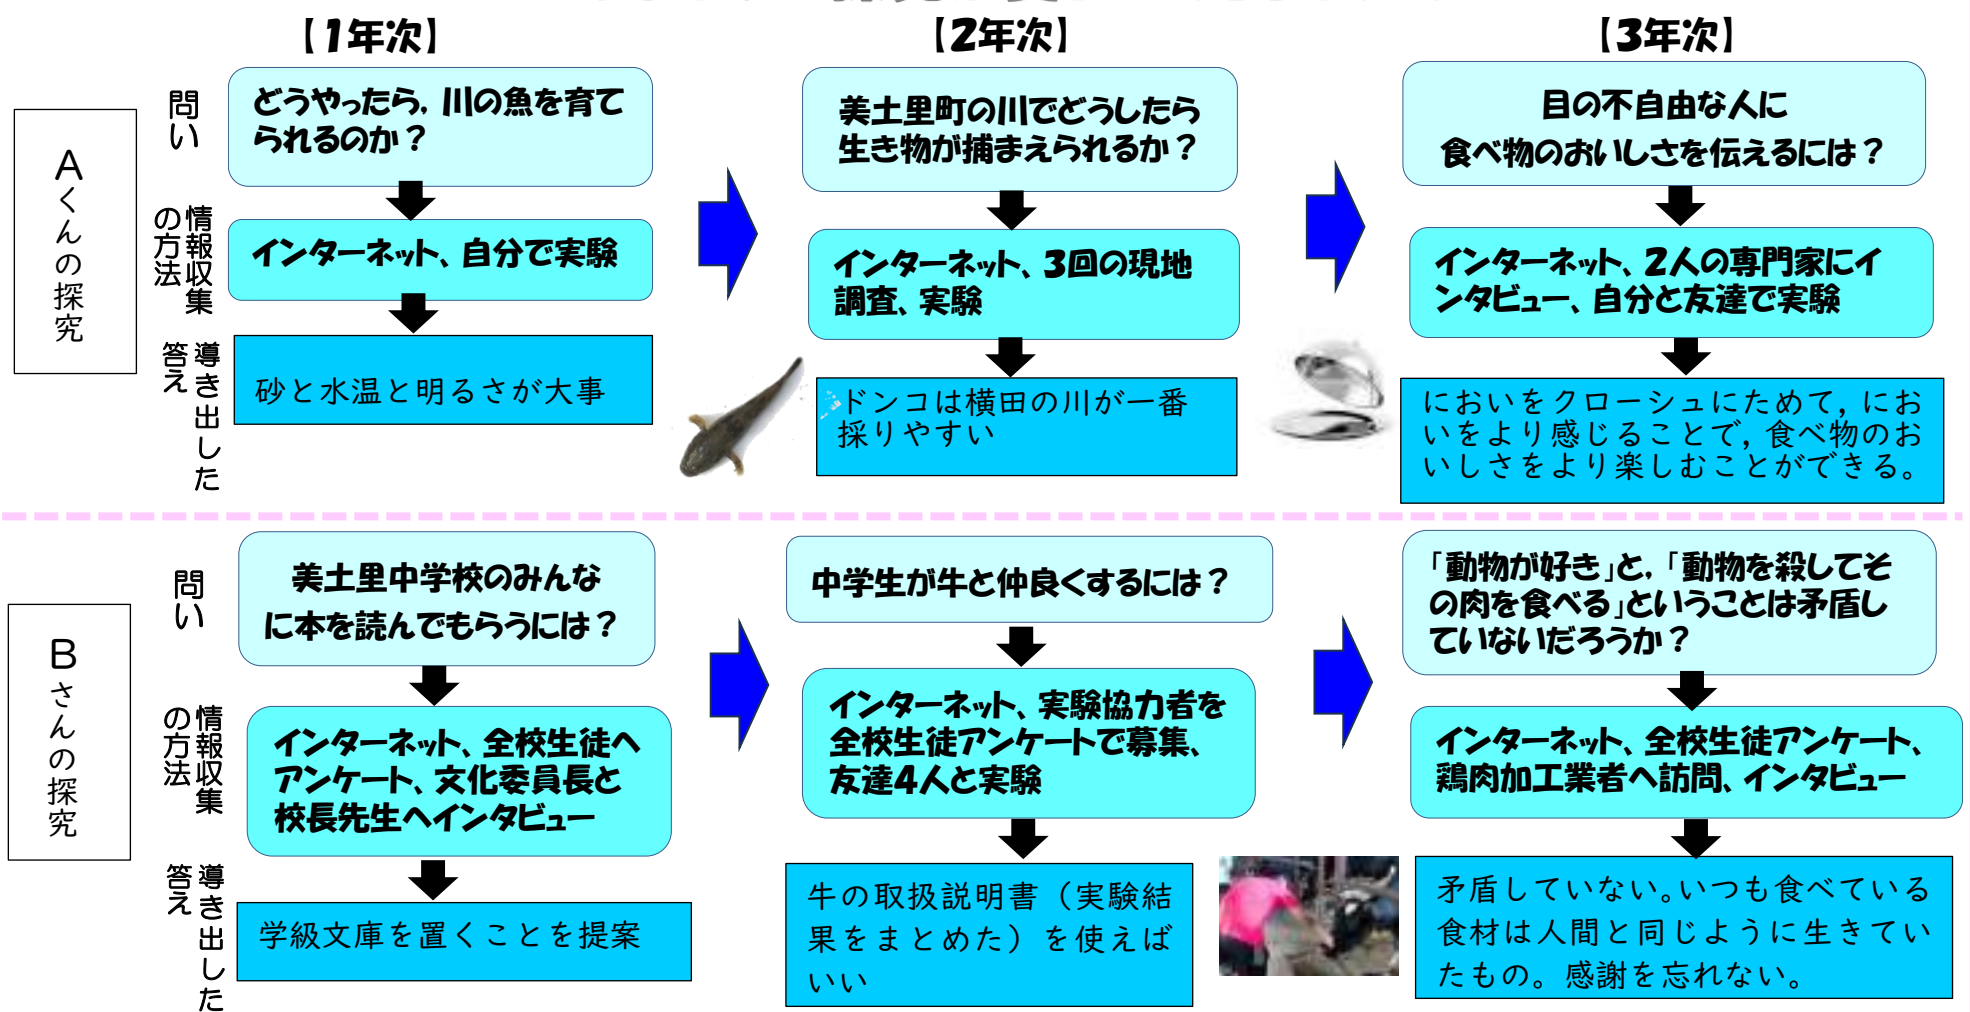 【1年次】
【2年次】
【3年次】
Aくんの探究
問い
どうやったら，川の魚を育て
られるのか？
美土里町の川でどうしたら
生き物が捕まえられるか？
目の不自由な人に
食べ物のおいしさを伝えるには？
情報収集
の方法
インターネット、自分で実験
インターネット、3回の現地
調査、実験
インターネット、2人の専門家にイ
ンタビュー、自分と友達で実験
導き出した
答え
砂と水温と明るさが大事
ドンコは横田の川が一番
採りやすい
においをクローシュにためて，にお
いをより感じることで，食べ物のお
いしさをより楽しむことができる。
Bさんの探究
問い
美土里中学校のみんな
に本を読んでもらうには？
中学生が牛と仲良くするには？
「動物が好き」と，「動物を殺してそ
の肉を食べる」ということは矛盾し
ていないだろうか？
情報収集
の方法
インターネット、全校生徒へ
アンケート、文化委員長と
校長先生へインタビュー
インターネット、実験協力者を
全校生徒アンケートで募集、
友達4人と実験
インターネット、全校生徒アンケート、
鶏肉加工業者へ訪問、インタビュー
導き出した
答え
学級文庫を置くことを提案
牛の取扱説明書（実験結
果をまとめた）を使えば
いい
矛盾していない。いつも食べている
食材は人間と同じように生きてい
たもの。感謝を忘れない。